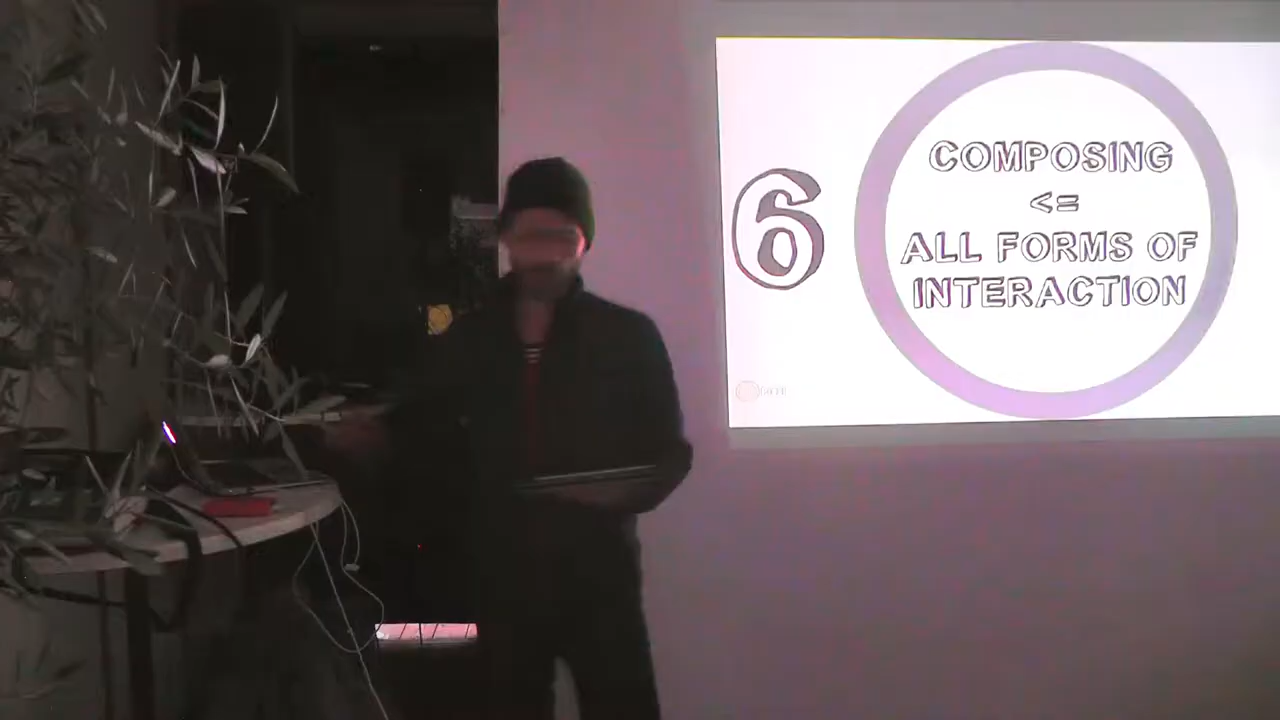 6
COMPOSING
<=
ALL FORMS OF
INTERACTION